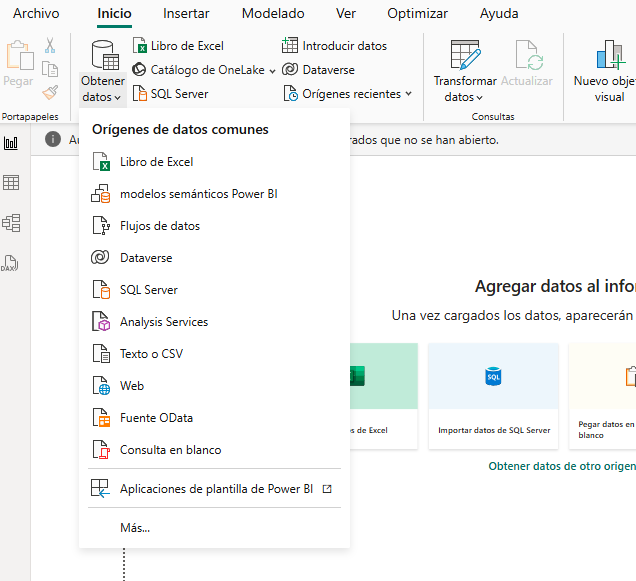 Archivo Inicio Insertar Modelado Ver Optimizar Ayuda
Pegar
Obtener datos
Libro de Excel
Catálogo de OneLake
SQL Server
Introducir datos
Dataverse
Orígenes recientes
Transformar datos
Actualizar
Nuevo obje
visual
Portapapeles
Consultas
Orígenes de datos comunes
rados que no se han abierto.
Libro de Excel
modelos semánticos Power BI
Flujos de datos
Dataverse
SQL Server
Analysis Services
Texto o CSV
Web
Fuente OData
Consulta en blanco
Aplicaciones de plantilla de Power BI
Más...
DAX
Agregar datos al infor
Una vez cargados los datos, aparecerán
SQL
os de Excel
Importar datos de SQL Server
Pegar datos en
blanco
Obtener datos de otro origen